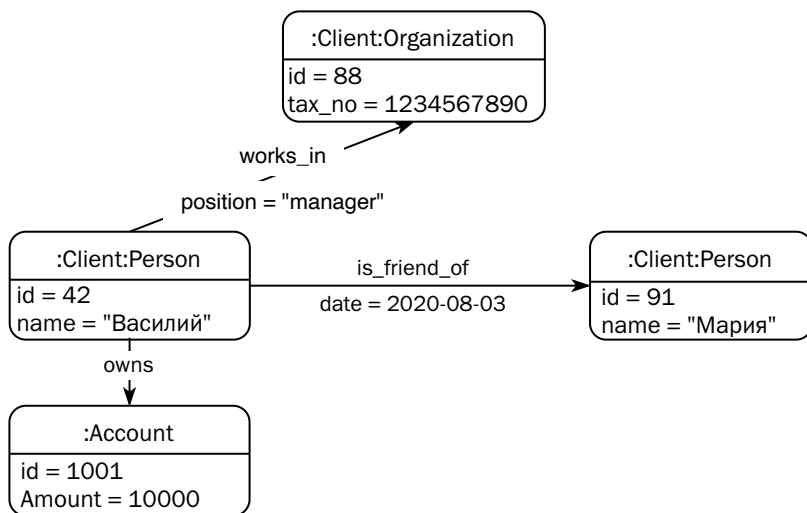 :Client:Organization
id = 88
tax_no = 1234567890
works_in
position = "manager"
:Client:Person
id = 42
name = "Василий"
is_friend_of
date = 2020-08-03
:Client:Person
id = 91
name = "Мария"
owns
:Account
id = 1001
Amount = 10000